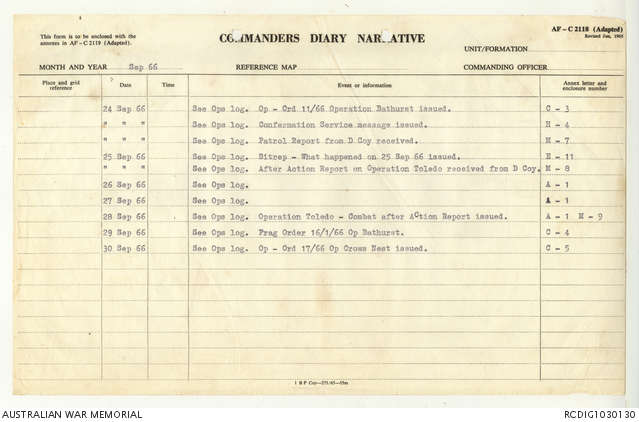 This form is to be enclosed with the
annexes in AF – C 2119 (Adapted).
COMMANDERS DIARY NARRATIVE
AF – C 2118 (Adapted)
Revised Jan, 1965
UNIT/FORMATION
MONTH AND YEAR Sep 66 REFERENCE MAP COMMANDING OFFICER
Place and grid reference Date Time Event or information Annex letter and enclosure number
24 Sep 66 See Ops log. Op - Ord 11/66 Operation Bathurst issued. C - 3
" " " See Ops log. Confermation Service message issued. H - 4
" " " See Ops log. Patrol Report from D Coy received. M - 7
25 Sep 66 See Ops log. Sitrep - What happened on 25 Sep 66 issued. E - 11
" " " See Ops log. After Action Report on Operation Toledo received from D Coy. M - 8
26 Sep 66 See Ops log. A - 1
27 Sep 66 See Ops log. A - 1
28 Sep 66 See Ops log. Operation Toledo - Combat after Action Report issued. A - 1 M - 9
29 Sep 66 See Ops log. Frag Order 16/1/66 Op Bathurst. C - 4
30 Sep 66 See Ops log. Op - Ord 17/66 Op Crows Nest issued. C - 5
AUSTRALIAN WAR MEMORIAL RCDIG1030130